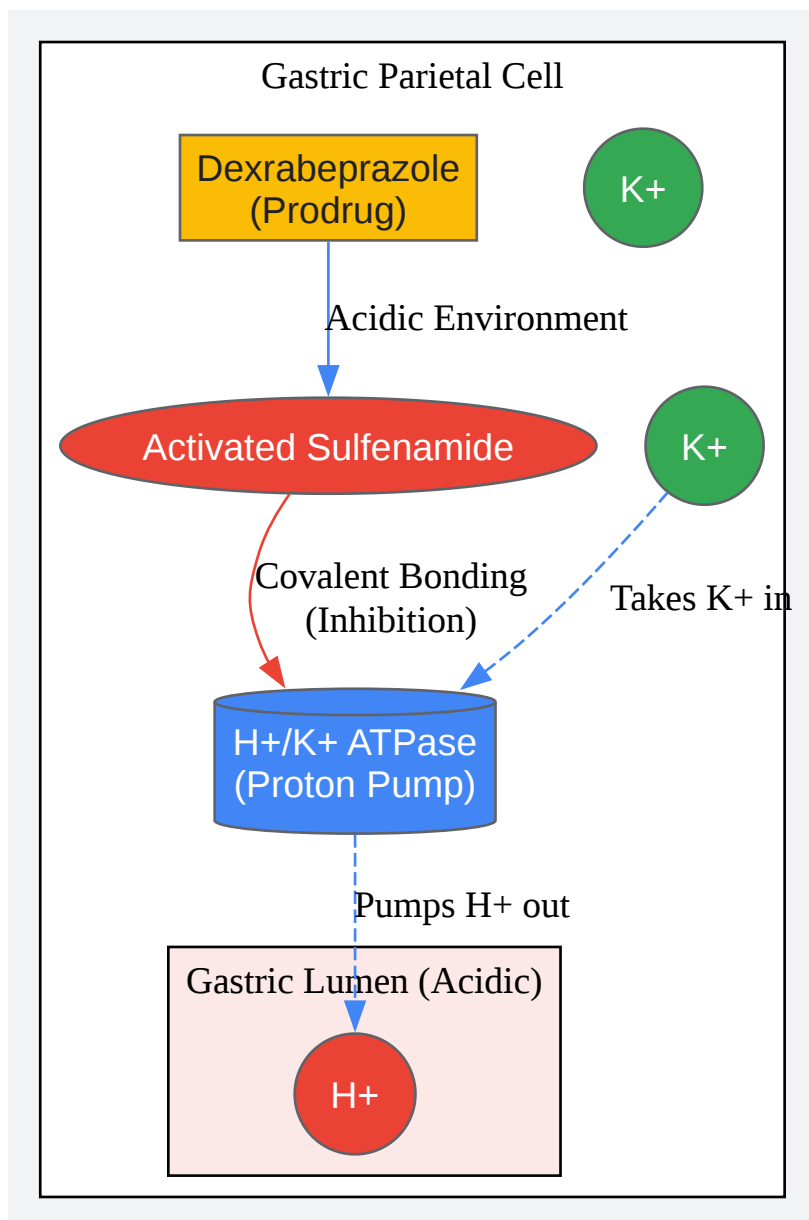 Gastric Parietal Cell
Dexrabeprazole
(Prodrug)
K+
Acidic Environment
Activated Sulfenamide
K+
Covalent Bonding
(Inhibition)
Takes K+ in
H+/K+ ATPase
(Proton Pump)
Pumps H+ out
Gastric Lumen (Acidic)
H+